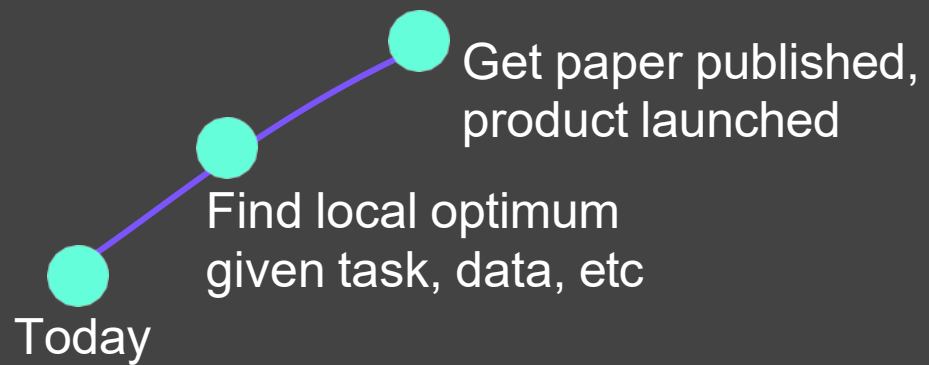 Get paper published,
product launched
Find local optimum
given task, data, etc
Today